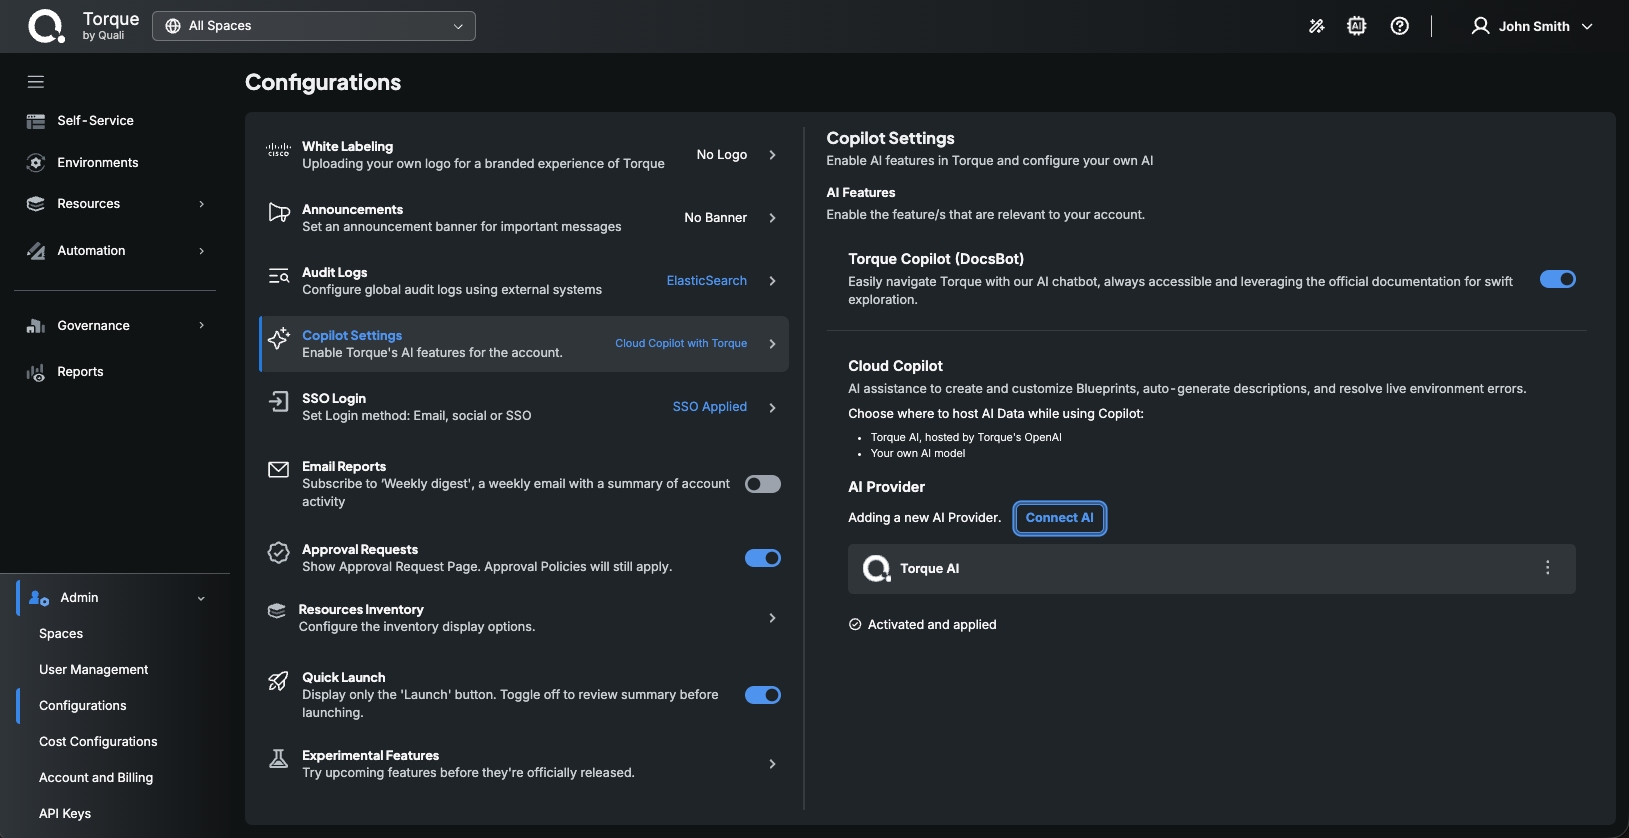 Torque
by Quali
All Spaces
AI
John Smith
Self-Service
Environments
Resources
Automation
Governance
Reports
Admin
Spaces
User Management
Configurations
Cost Configurations
Account and Billing
API Keys
Configurations
CISCO
White Labeling
Uploading your own logo for a branded experience of Torque
No Logo
Announcements
Set an announcement banner for important messages
No Banner
Audit Logs
Configure global audit logs using external systems
ElasticSearch
Copilot Settings
Enable Torque's AI features for the account.
Cloud Copilot with Torque
SSO Login
Set Login method: Email, social or SSO
SSO Applied
Email Reports
Subscribe to ‘Weekly digest', a weekly email with a summary of account
activity
Approval Requests
Show Approval Request Page. Approval Policies will still apply.
Resources Inventory
Configure the inventory display options.
Quick Launch
Display only the 'Launch' button. Toggle off to review summary before
launching.
Experimental Features
Try upcoming features before they're officially released.
Copilot Settings
Enable AI features in Torque and configure your own AI
AI Features
Enable the feature/s that are relevant to your account.
Torque Copilot (DocsBot)
Easily navigate Torque with our AI chatbot, always accessible and leveraging the official documentation for swift
exploration.
Cloud Copilot
AI assistance to create and customize Blueprints, auto-generate descriptions, and resolve live environment errors.
Choose where to host AI Data while using Copilot:
• Torque AI, hosted by Torque's OpenAI
• Your own AI model
AI Provider
Adding a new AI Provider.
Connect AI
Torque AI
Activated and applied